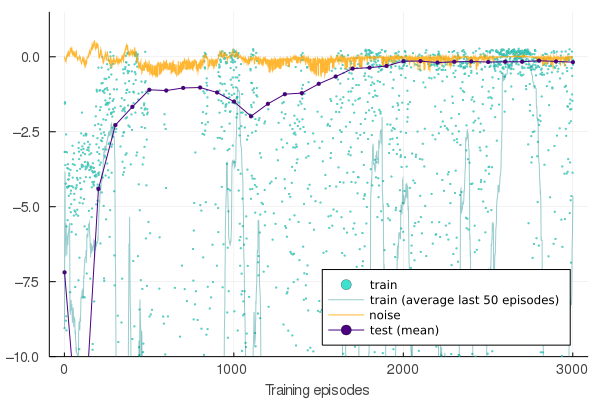 0.0
−2.5
−5.0
−7.5
−10.0
0
1000
2000
3000
Training episodes
train
train (average last 50 episodes)
noise
test (mean)